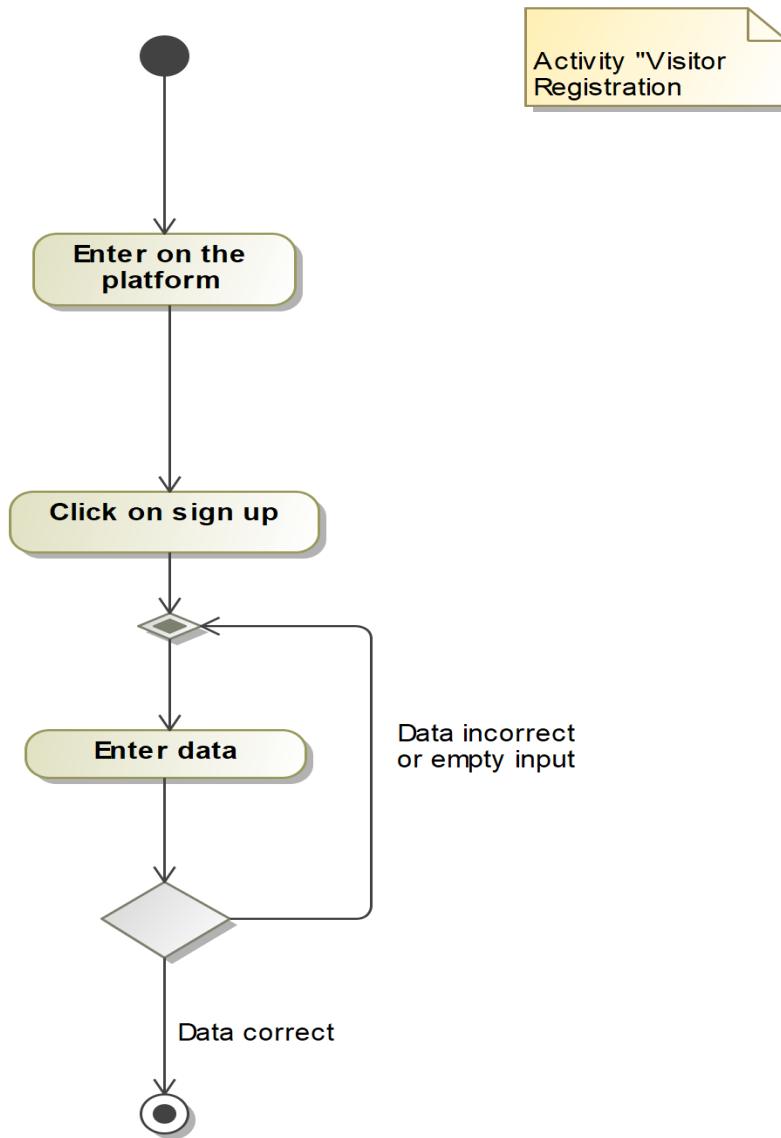 Activity "Visitor
Registration
Enter on the
platform
Click on sign up
Enter data
Data incorrect
or empty input
Data correct